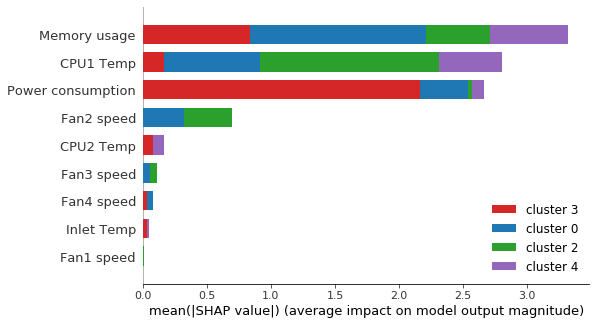 Memory usage
CPU1 Temp
Power consumption
Fan2 speed
CPU2 Temp
Fan3 speed
Fan4 speed
Inlet Temp
Fan1 speed
cluster 3
cluster 0
cluster 2
cluster 4
0.0 0.5 1.0 1.5 2.0 2.5 3.0
mean(|SHAP value|) (average impact on model output magnitude)